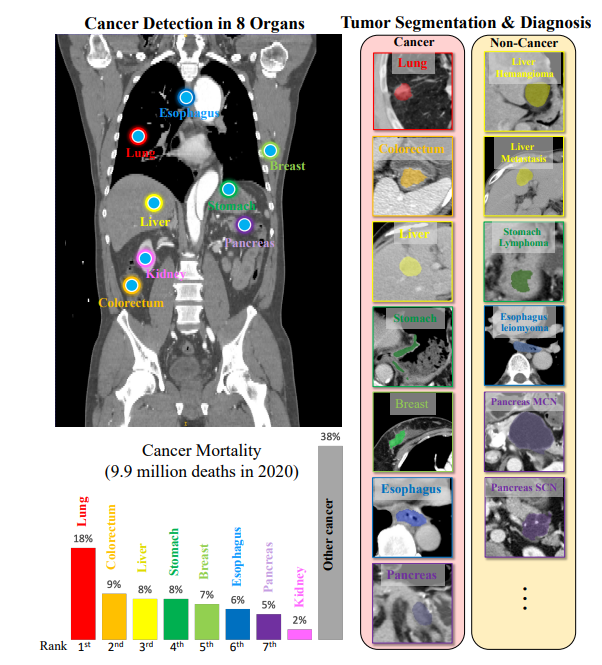 Cancer Detection in 8 Organs
Esophagus
Lung
Breast
Stomach
Liver
Pancreas
Kidney
Colorectum
Cancer Mortality
(9.9 million deaths in 2020)
Lung
18%
Colorectum
9%
Liver
8%
Stomach
8%
Breast
7%
Esophagus
6%
Pancreas
5%
Kidney
2%
Other cancer
38%
Rank 1st 2nd 3rd 4th 5th 6th 7th
Tumor Segmentation & Diagnosis
Cancer
Lung
Colorectum
Liver
Stomach
Breast
Esophagus
Pancreas
Non-Cancer
Liver
Hemangioma
Liver
Metastasis
Stomach
Lymphoma
Esophagus
leiomyoma
Pancreas MCN
Pancreas SCN